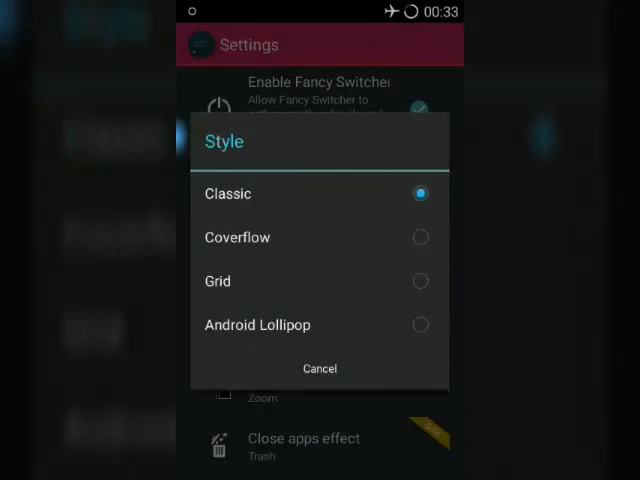 00:33
Settings
Enable Fancy Switcher
Allow Fancy Switcher to
Style
Classic
Coverflow
Grid
Android Lollipop
Cancel
Zoom
Close apps effect
Trash